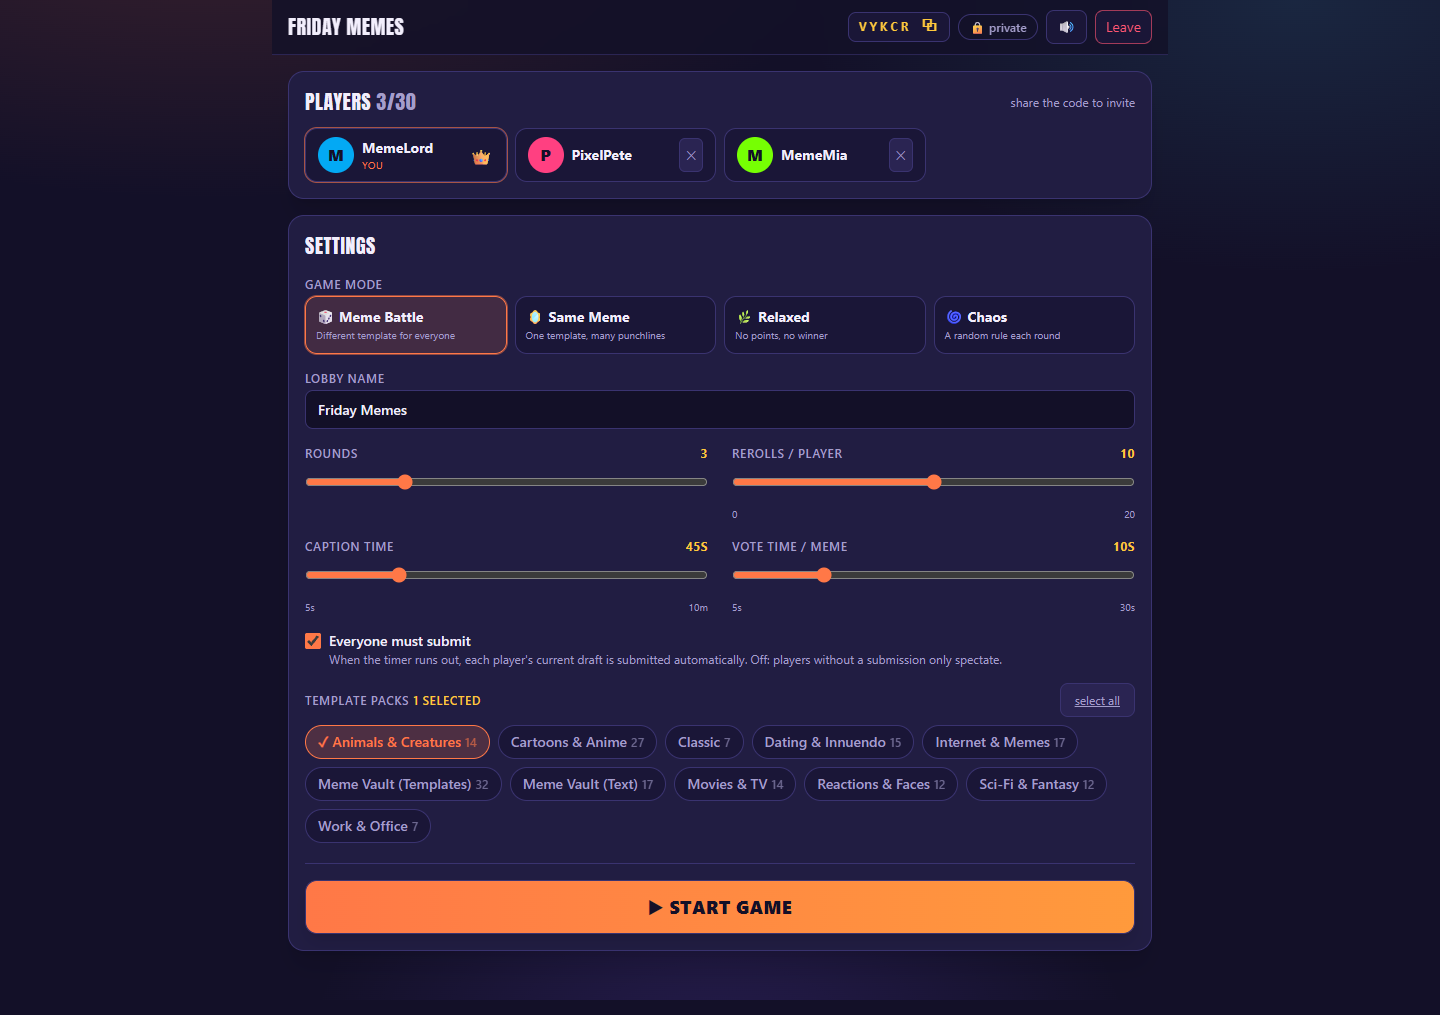 FRIDAY MEMES
VYKCR
private
Leave
PLAYERS 3/30
share the code to invite
M
MemeLord
YOU
P
PixelPete
M
MemeMia
SETTINGS
GAME MODE
Meme Battle
Different template for everyone
Same Meme
One template, many punchlines
Relaxed
No points, no winner
Chaos
A random rule each round
LOBBY NAME
Friday Memes
ROUNDS 3
REROLLS / PLAYER 10
0 20
CAPTION TIME 45S
VOTE TIME / MEME 10S
5s 10m
5s 30s
Everyone must submit
When the timer runs out, each player's current draft is submitted automatically. Off: players without a submission only spectate.
TEMPLATE PACKS 1 SELECTED
select all
✓ Animals & Creatures 14
Cartoons & Anime 27
Classic 7
Dating & Innuendo 15
Internet & Memes 17
Meme Vault (Templates) 32
Meme Vault (Text) 17
Movies & TV 14
Reactions & Faces 12
Sci-Fi & Fantasy 12
Work & Office 7
▶ START GAME